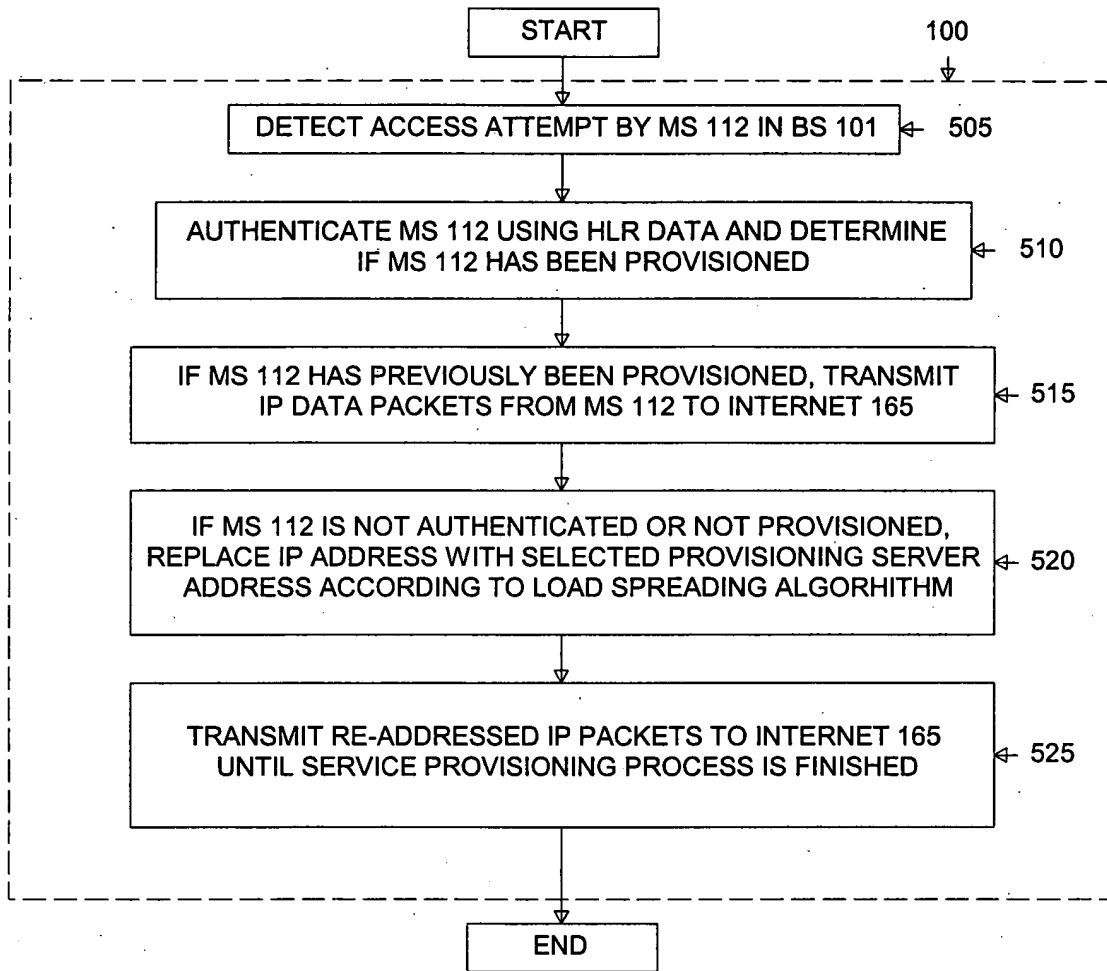 START
100
DETECT ACCESS ATTEMPT BY MS 112 IN BS 101
505
AUTHENTICATE MS 112 USING HLR DATA AND DETERMINE
IF MS 112 HAS BEEN PROVISIONED
510
IF MS 112 HAS PREVIOUSLY BEEN PROVISIONED, TRANSMIT
IP DATA PACKETS FROM MS 112 TO INTERNET 165
515
IF MS 112 IS NOT AUTHENTICATED OR NOT PROVISIONED,
REPLACE IP ADDRESS WITH SELECTED PROVISIONING SERVER
ADDRESS ACCORDING TO LOAD SPREADING ALGORHITHM
520
TRANSMIT RE-ADDRESSED IP PACKETS TO INTERNET 165
UNTIL SERVICE PROVISIONING PROCESS IS FINISHED
525
END